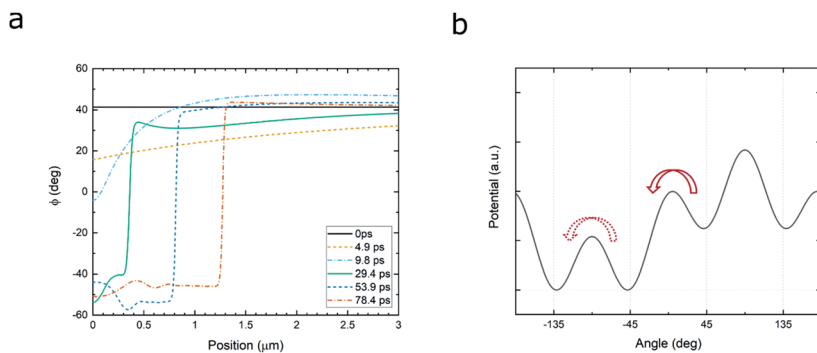 a
b
60
40
20
0
-20
-40
-60
ϕ (deg)
0ps
4.9 ps
9.8 ps
29.4 ps
53.9 ps
78.4 ps
0 0.5 1 1.5 2 2.5 3
Position (μm)
Potential (a.u.)
-135 -45 45 135
Angle (deg)